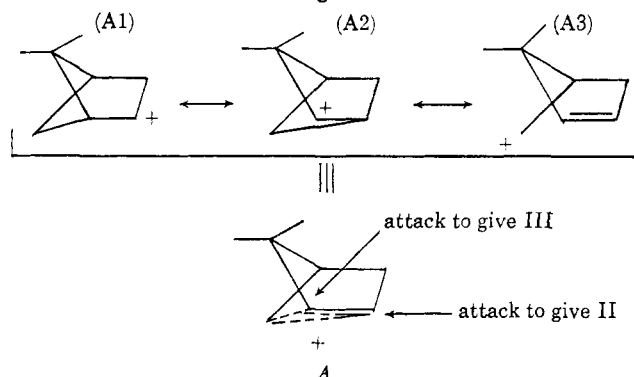 (A1) (A2) (A3)
+ + +
attack to give III
attack to give II
+
A